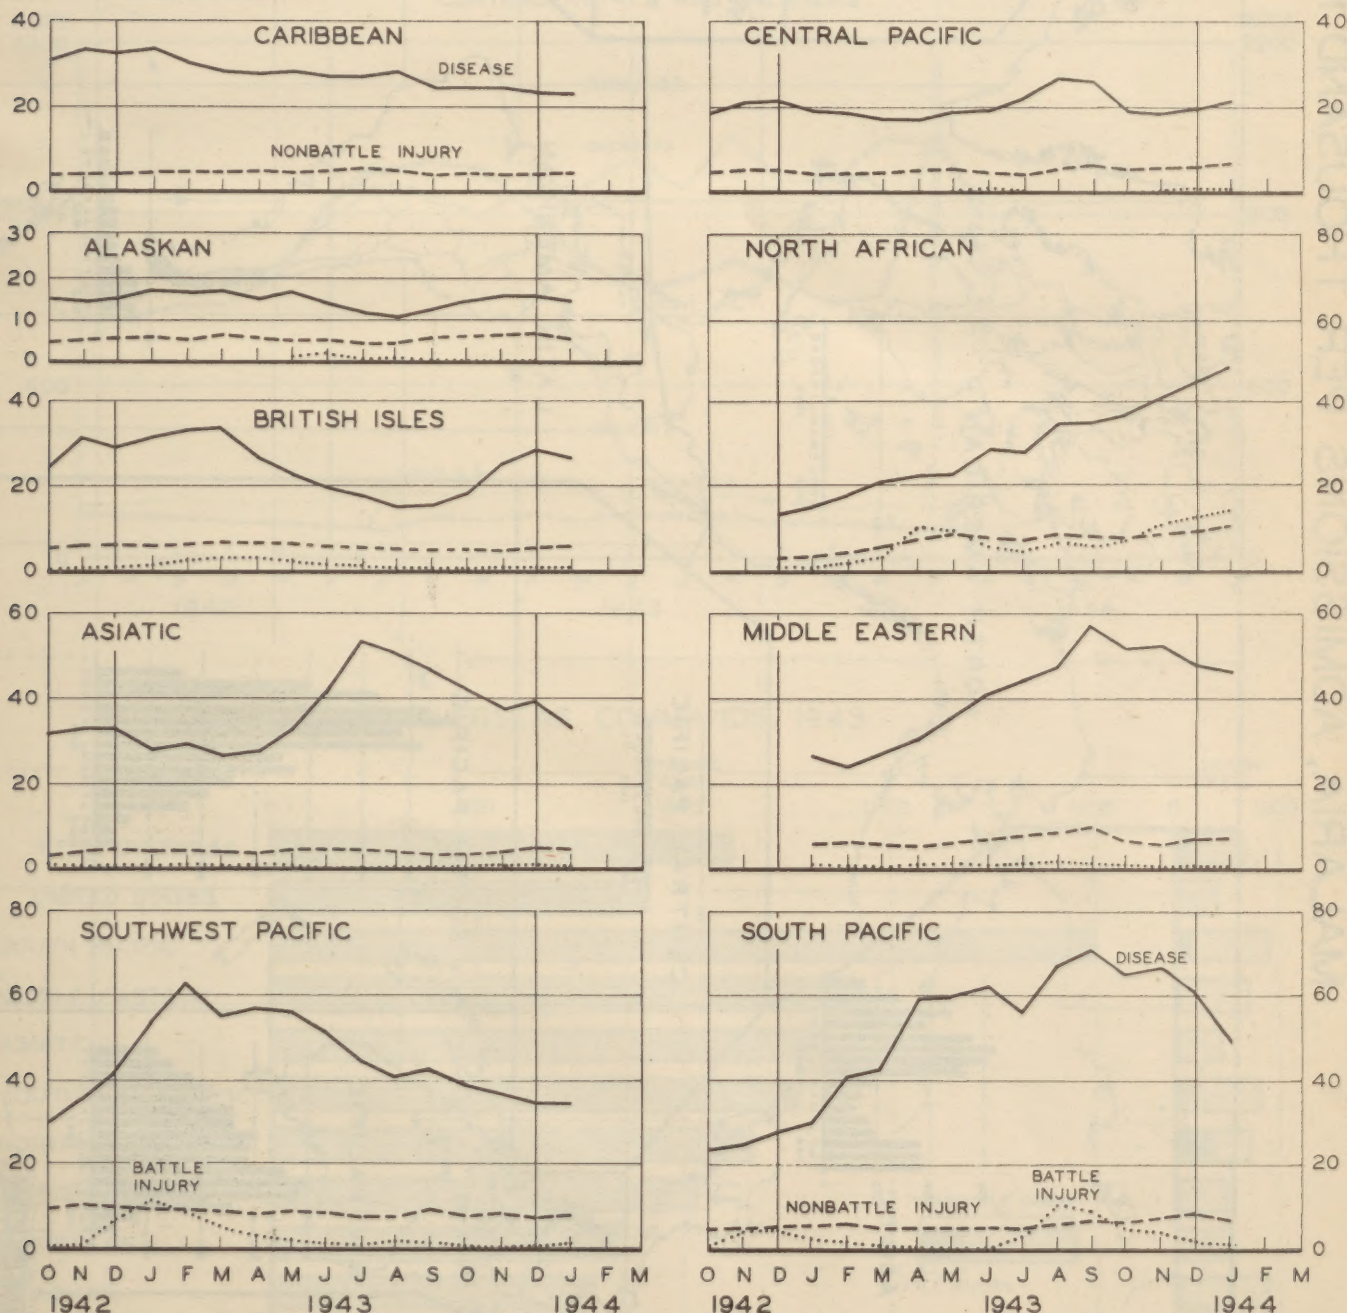 40
CARIBBEAN
DISEASE
20
NONBATTLE INJURY
0
CENTRAL PACIFIC
40
20
0
30
ALASKAN
20
10
0
NORTH AFRICAN
80
60
40
20
0
40
BRITISH ISLES
20
0
60
ASIATIC
40
20
0
MIDDLE EASTERN
60
40
20
0
80
SOUTHWEST PACIFIC
60
40
20
BATTLE
INJURY
0
O N D J F M A M J J A S O N D J F M
1942 1943 1944
SOUTH PACIFIC
80
DISEASE
60
40
20
BATTLE
INJURY
NONBATTLE INJURY
0
O N D J F M A M J J A S O N D J F M
1942 1943 1944